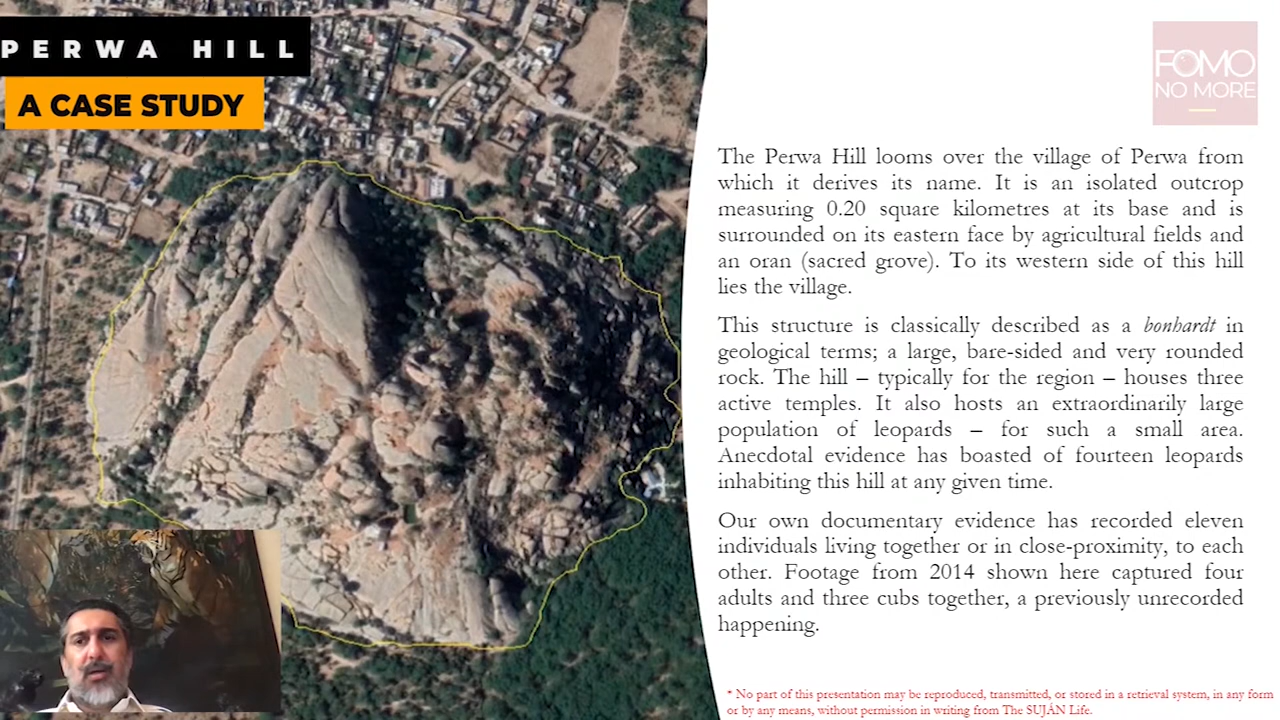 PERWA HILL
A CASE STUDY
FOMO
NO MORE
The Perwa Hill looms over the village of Perwa from
which it derives its name. It is an isolated outcrop
measuring 0.20 square kilometres at its base and is
surrounded on its eastern face by agricultural fields and
an oran (sacred grove). To its western side of this hill
lies the village.
This structure is classically described as a bonhardt in
geological terms; a large, bare-sided and very rounded
rock. The hill – typically for the region – houses three
active temples. It also hosts an extraordinarily large
population of leopards – for such a small area.
Anecdotal evidence has boasted of fourteen leopards
inhabiting this hill at any given time.
Our own documentary evidence has recorded eleven
individuals living together or in close-proximity, to each
other. Footage from 2014 shown here captured four
adults and three cubs together, a previously unrecorded
happening.
* No part of this presentation may be reproduced, transmitted, or stored in a retrieval system, in any form
or by any means, without permission in writing from The SUJÁN Life.